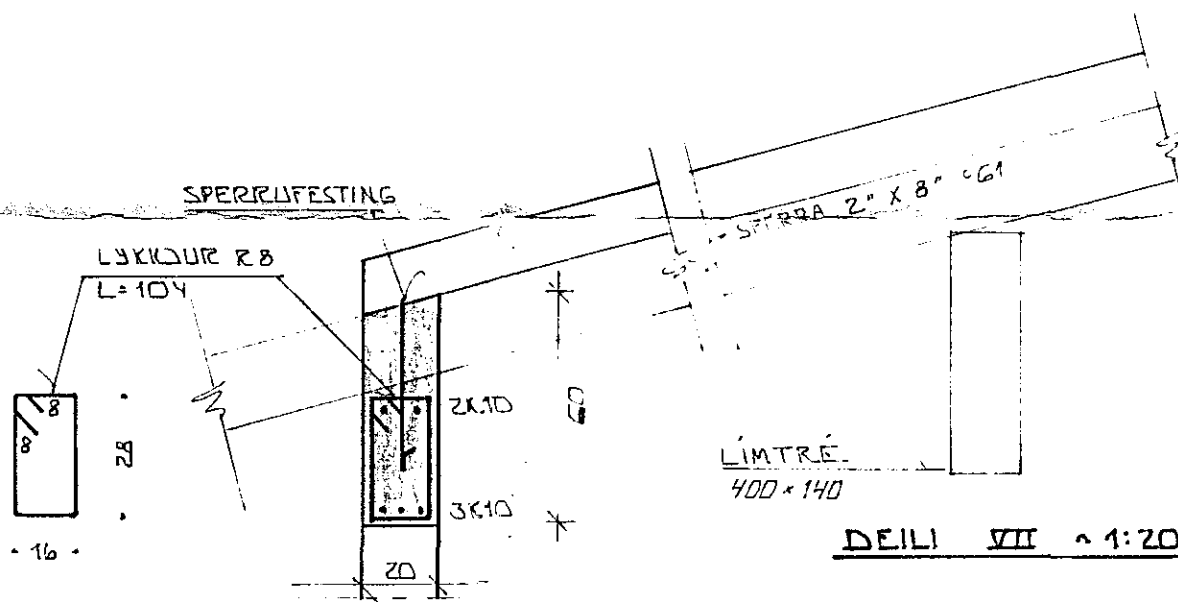 SPERRUFESTING
LYKKJUR R8
L=104
SPERRA 2" X 8" c61
8
8
28
16
2K10
3K10
60
20
LÍMTRÉ
400 × 140
DEILI VII ~ 1:20